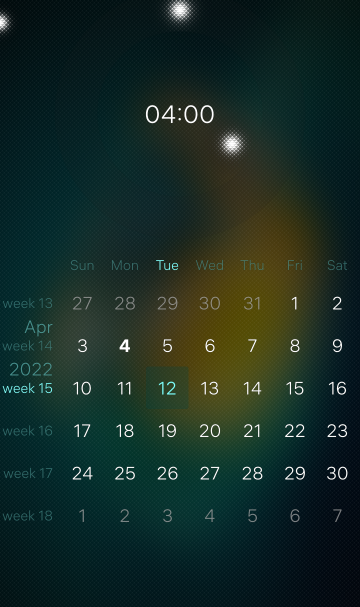 04:00
Sun Mon Tue Wed Thu Fri Sat
week 13 27 28 29 30 31 1 2
Apr
week 14 3 4 5 6 7 8 9
2022
week 15 10 11 12 13 14 15 16
week 16 17 18 19 20 21 22 23
week 17 24 25 26 27 28 29 30
week 18 1 2 3 4 5 6 7